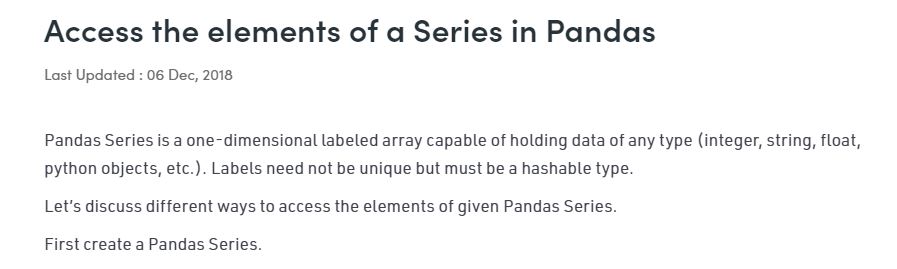 Access the elements of a Series in Pandas
Last Updated : 06 Dec, 2018
Pandas Series is a one-dimensional labeled array capable of holding data of any type (integer, string, float,
python objects, etc.). Labels need not be unique but must be a hashable type.
Let’s discuss different ways to access the elements of given Pandas Series.
First create a Pandas Series.